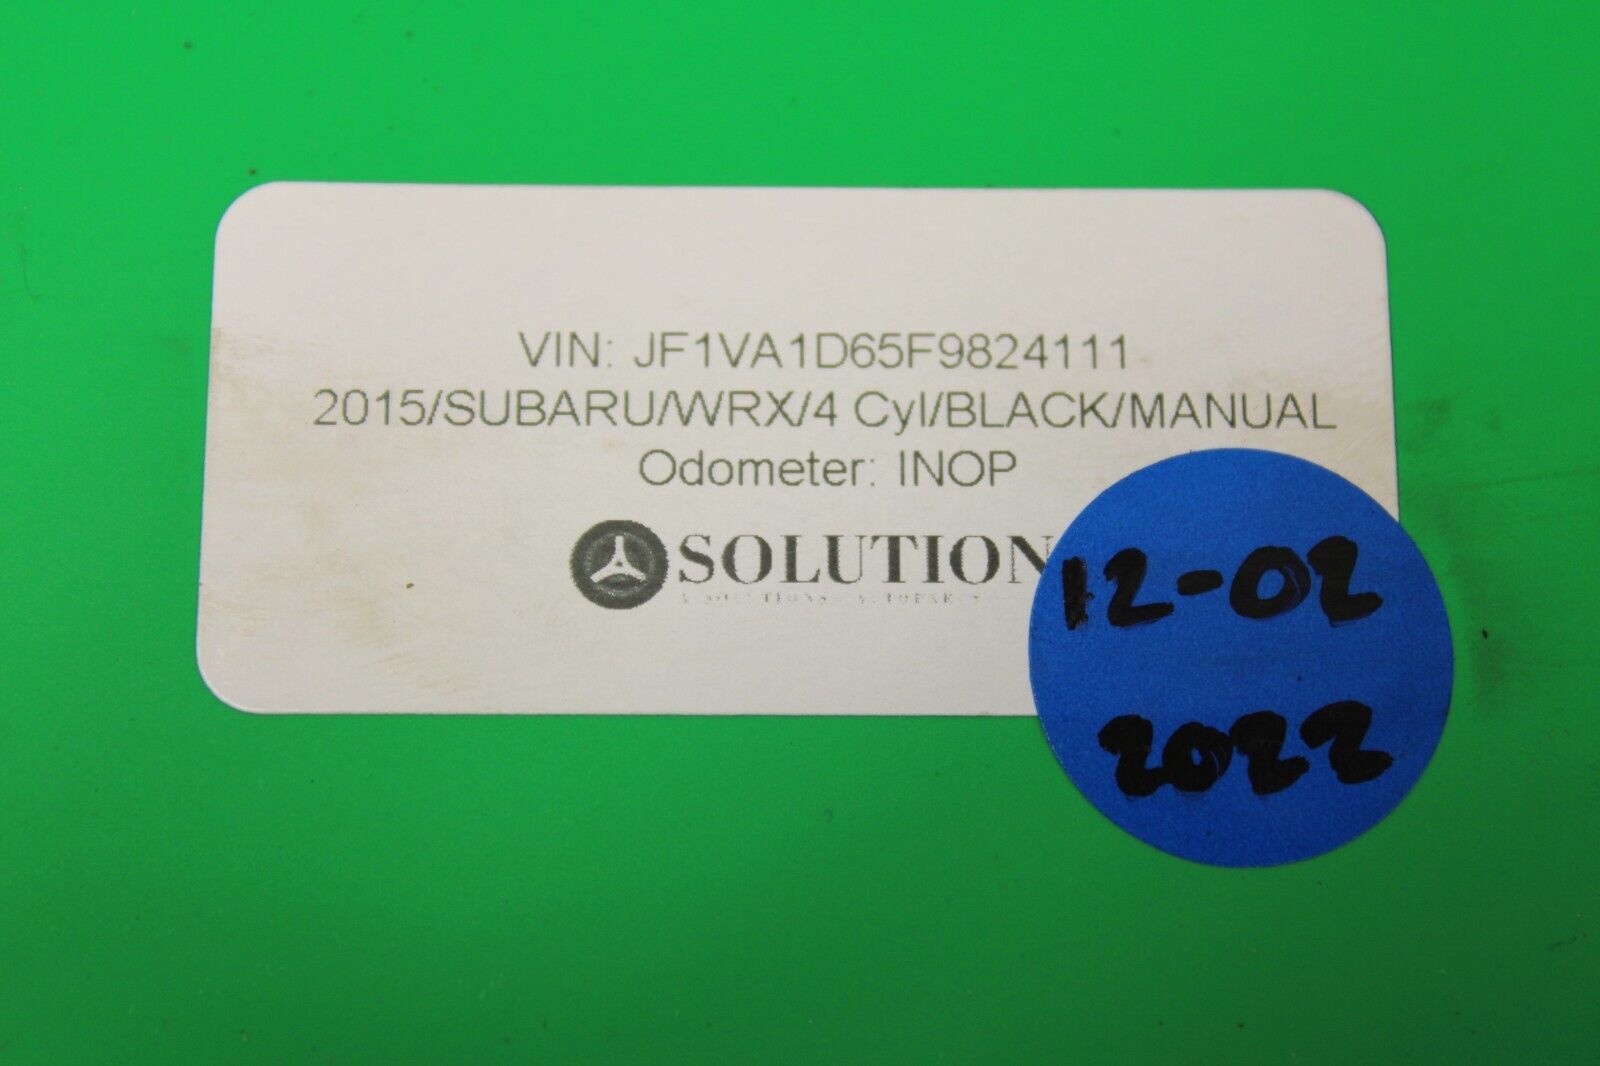 VIN: JF1VA1D65F9824111
2015/SUBARU/WRX/4 Cyl/BLACK/MANUAL
Odometer: INOP
SOLUTION
12-02
2022